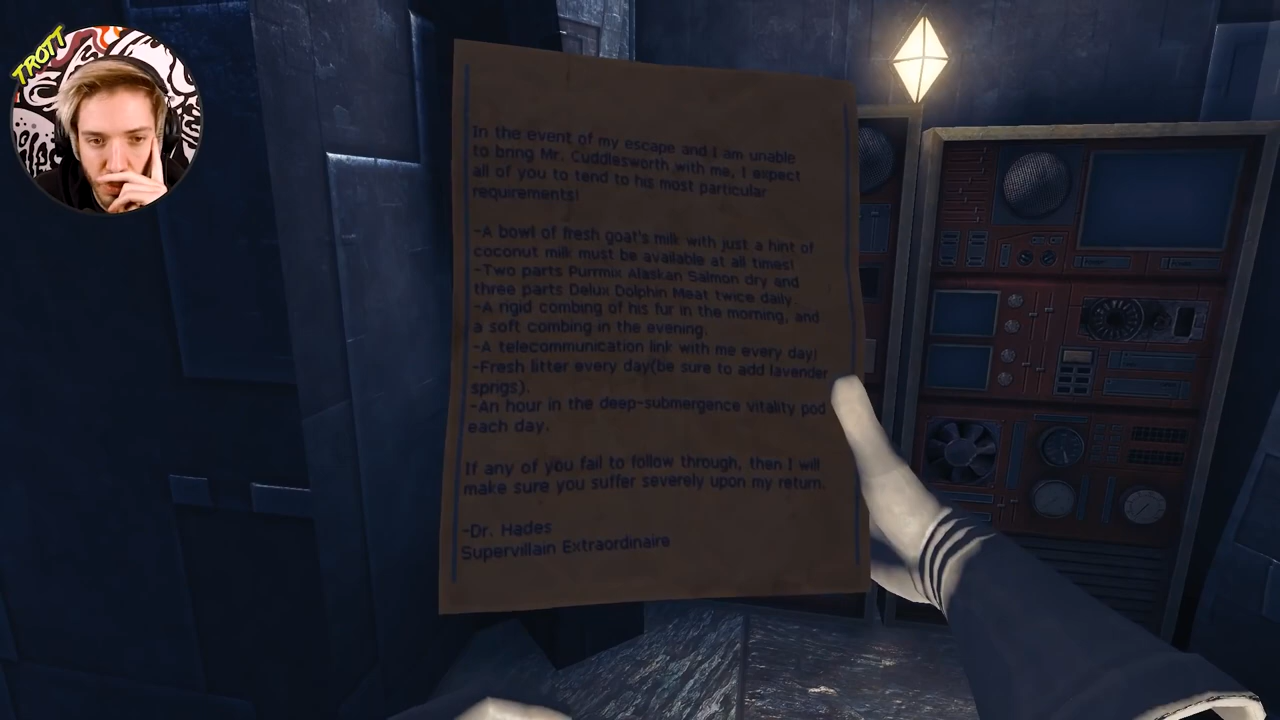 TROTT
In the event of my escape and I am unable
to bring Mr. Cuddlesworth with me, I expect
all of you to tend to his most particular
requirements!
-A bowl of fresh goat's milk with just a hint of
coconut milk must be available at all times!
-Two parts Purrmix Alaskan Salmon dry and
three parts Delux Dolphin Meat twice daily.
-A rigid combing of his fur in the morning, and
a soft combing in the evening.
-A telecommunication link with me every day!
-Fresh litter every day(be sure to add lavender
sprigs).
-An hour in the deep-submergence vitality pod
each day.
If any of you fail to follow through, then I will
make sure you suffer severely upon my return.
-Dr. Hades
Supervillain Extraordinaire